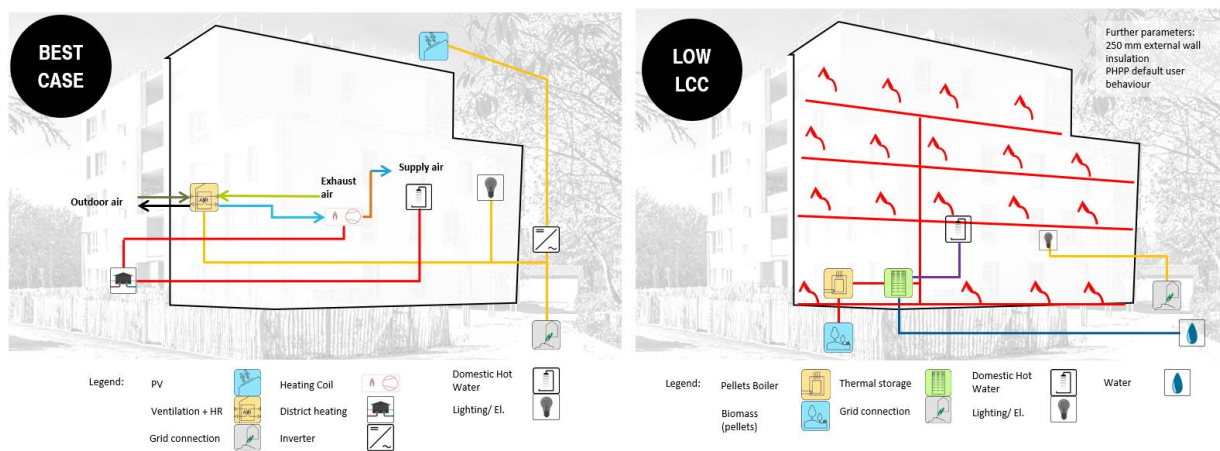 BEST
CASE
Outdoor air
Exhaust
air
Supply air
AIR
Legend:
PV
Heating Coil
Domestic Hot
Water
Ventilation + HR
AIR
District heating
Lighting/ El.
Grid connection
Inverter
LOW
LCC
Further parameters:
250 mm external wall
insulation
PHPP default user
behaviour
Legend:
Pellets Boiler
Thermal storage
Domestic Hot
Water
Water
Biomass
(pellets)
Grid connection
Lighting/ El.